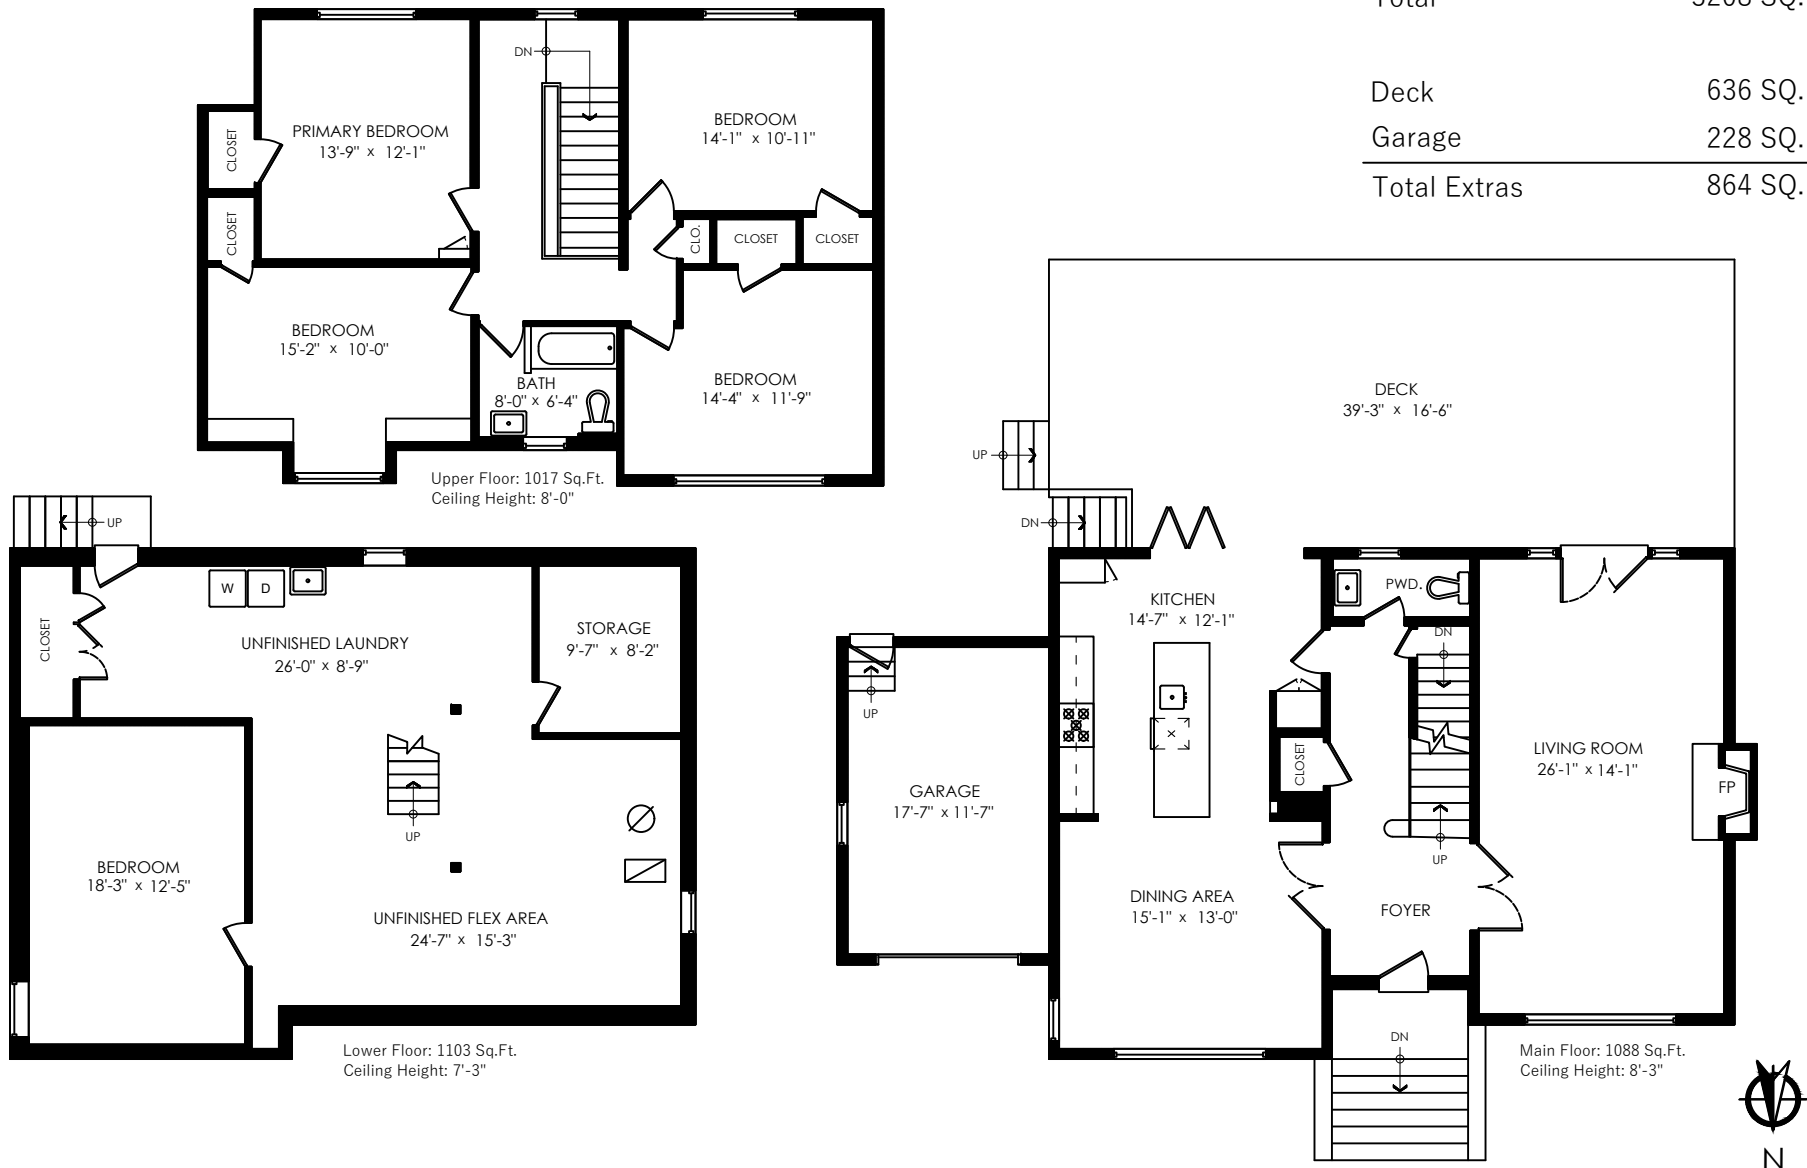 Total 3208 SQ.
Deck 636 SQ.
Garage 228 SQ.
Total Extras 864 SQ.
DN
PRIMARY BEDROOM
13'-9" x 12'-1"
BEDROOM
14'-1" x 10'-11"
CLOSET
CLOSET
CLO.
CLOSET
CLOSET
BEDROOM
15'-2" x 10'-0"
BATH
8'-0" x 6'-4"
BEDROOM
14'-4" x 11'-9"
Upper Floor: 1017 Sq.Ft.
Ceiling Height: 8'-0"
UP
W
D
CLOSET
UNFINISHED LAUNDRY
26'-0" x 8'-9"
STORAGE
9'-7" x 8'-2"
UP
BEDROOM
18'-3" x 12'-5"
UNFINISHED FLEX AREA
24'-7" x 15'-3"
Lower Floor: 1103 Sq.Ft.
Ceiling Height: 7'-3"
DECK
39'-3" x 16'-6"
UP
DN
KITCHEN
14'-7" x 12'-1"
PWD.
DN
UP
CLOSET
LIVING ROOM
26'-1" x 14'-1"
FP
GARAGE
17'-7" x 11'-7"
UP
DINING AREA
15'-1" x 13'-0"
FOYER
DN
Main Floor: 1088 Sq.Ft.
Ceiling Height: 8'-3"
N